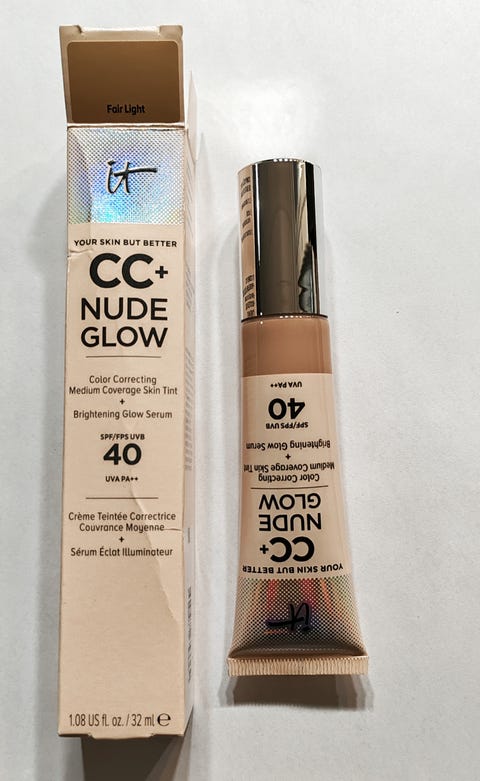 Fair Light
it
YOUR SKIN BUT BETTER
CC+
NUDE
GLOW
Color Correcting
Medium Coverage Skin Tint
+
Brightening Glow Serum
SPF/FPS UVB
40
UVA PA++
Crème Teintée Correctrice
Couvrance Moyenne
+
Sérum Éclat Illuminateur
1.08 US fl. oz. / 32 ml ℮
it
YOUR SKIN BUT BETTER
CC+
NUDE
GLOW
Color Correcting
Medium Coverage Skin Tint
+
Brightening Glow Serum
SPF/FPS UVB
40
UVA PA++